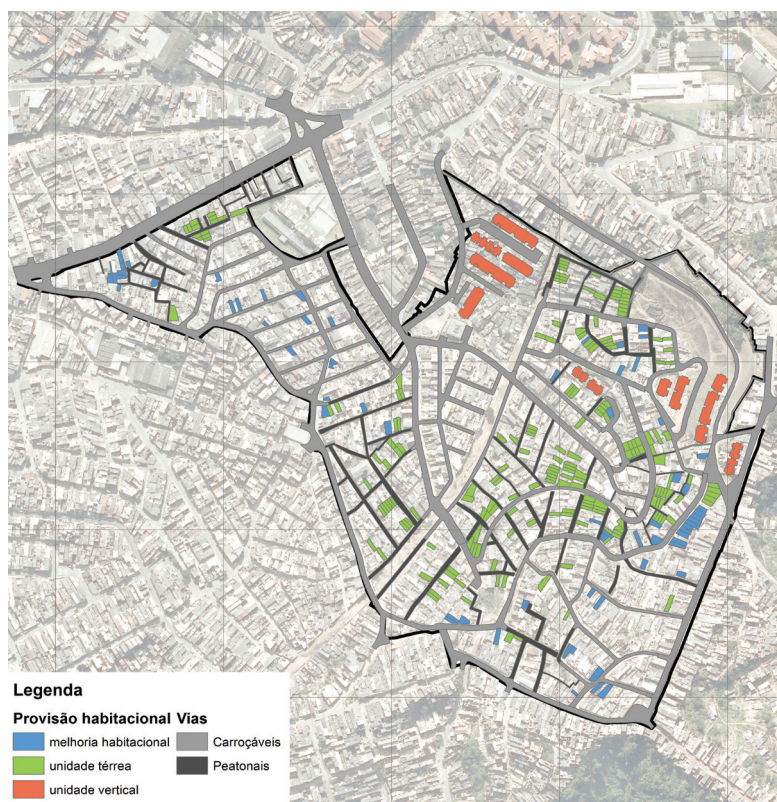 Legenda
Provisão habitacional Vias
melhoria habitacional Carroçáveis
unidade térrea Peatonais
unidade vertical